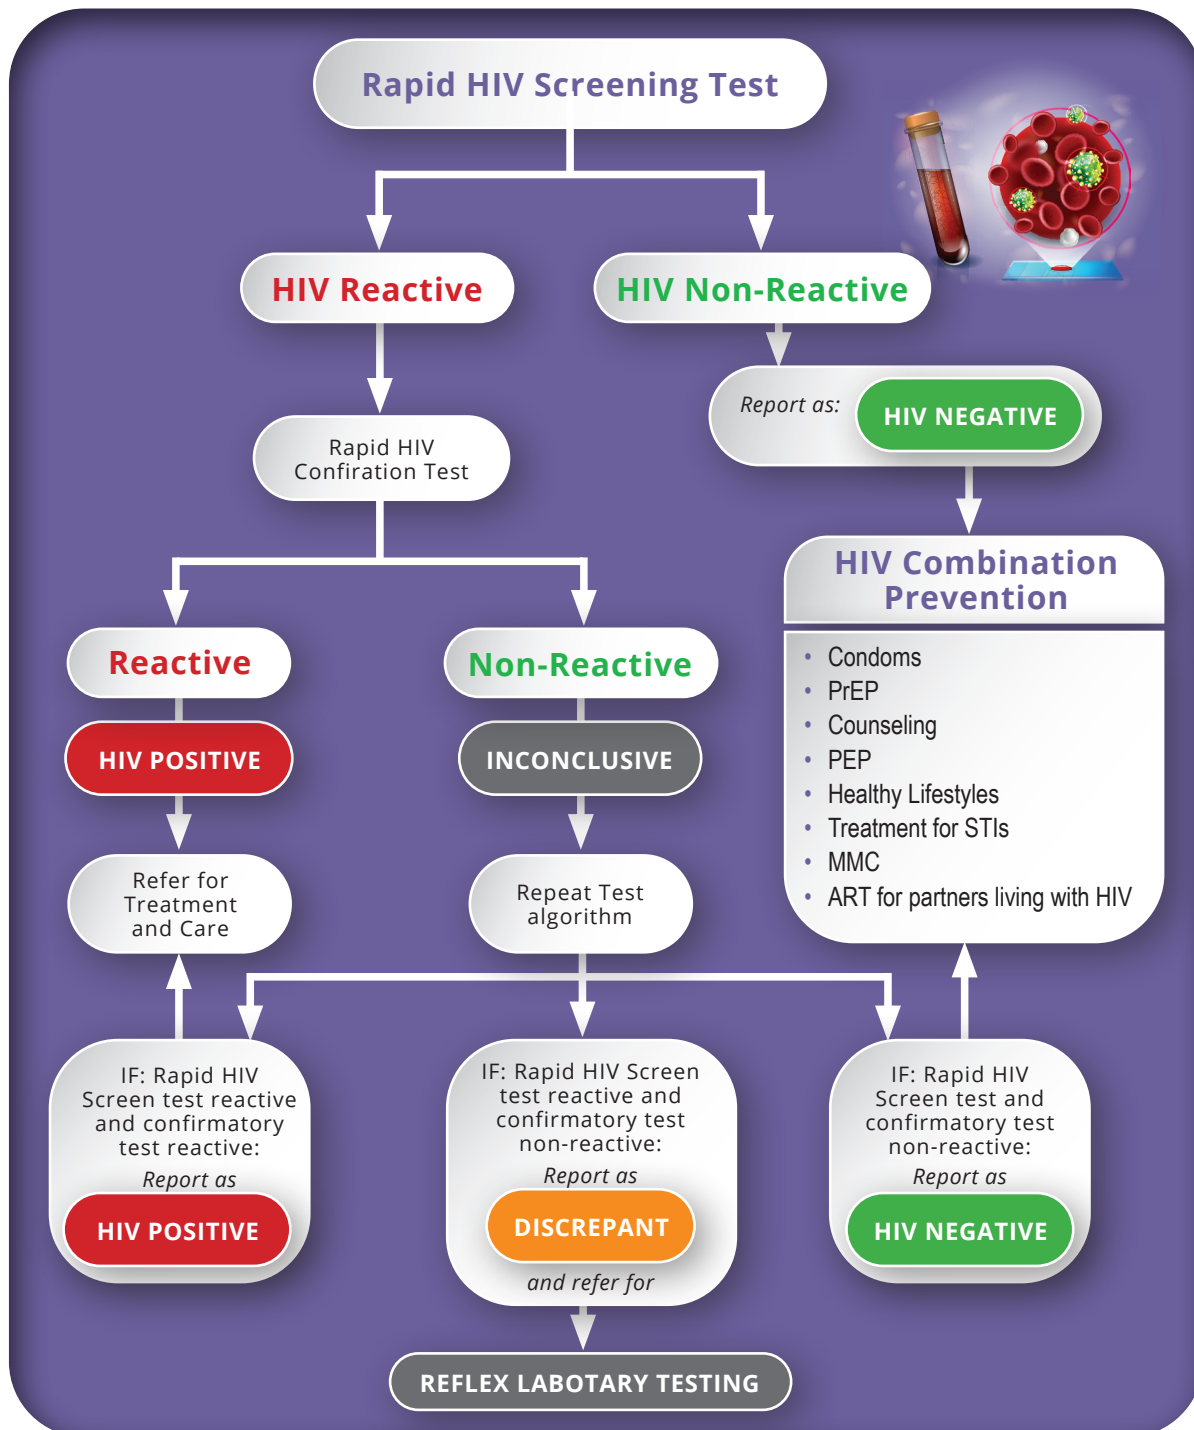 Rapid HIV Screening Test
HIV Reactive
HIV Non-Reactive
Report as:
HIV NEGATIVE
Rapid HIV
Confiration Test
HIV Combination
Prevention
• Condoms
• PrEP
• Counseling
• PEP
• Healthy Lifestyles
• Treatment for STIs
• MMC
• ART for partners living with HIV
Reactive
HIV POSITIVE
Refer for
Treatment
and Care
Non-Reactive
INCONCLUSIVE
Repeat Test
algorithm
IF: Rapid HIV
Screen test reactive
and confirmatory
test reactive:
Report as
HIV POSITIVE
IF: Rapid HIV Screen
test reactive and
confirmatory test
non-reactive:
Report as
DISCREPANT
and refer for
REFLEX LABOTARY TESTING
IF: Rapid HIV
Screen test and
confirmatory test
non-reactive:
Report as
HIV NEGATIVE